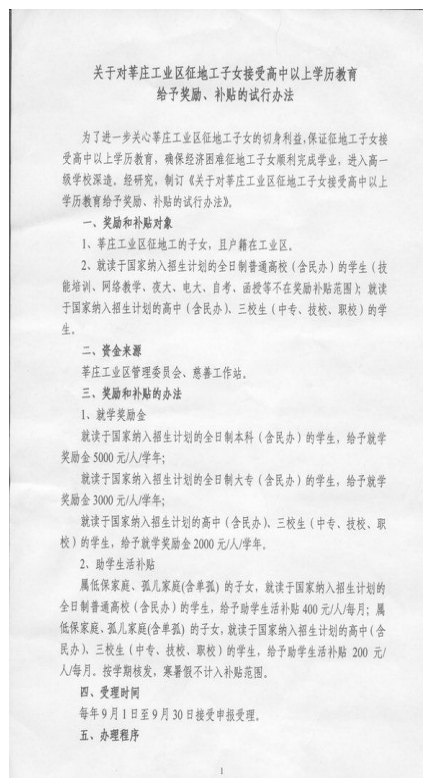 关于对莘庄工业区征地工子女接受高中以上学历教育
给予奖励、补贴的试行办法
为了进一步关心莘庄工业区征地工子女的切身利益,保证征地工子女接
受高中以上学历教育，确保经济困难征地工子女顺利完成学业，进入高一
级学校深造。经研究，制订《关于对莘庄工业区征地工子女接受高中以上
学历教育给予奖励、补贴的试行办法》。
一、奖励和补贴对象
1、莘庄工业区征地工的子女，且户籍在工业区。
2、就读于国家纳入招生计划的全日制普通高校（含民办）的学生（技
能培训、网络教学、夜大、电大、自考、函授等不在奖励补贴范围）；就读
于国家纳入招生计划的高中（含民办）、三校生（中专、技校、职校）的学
生。
二、资金来源
莘庄工业区管理委员会、慈善工作站。
三、奖励和补贴的办法
1、就学奖励金
就读于国家纳入招生计划的全日制本科（含民办）的学生，给予就学
奖励金 5000 元/人/学年；
就读于国家纳入招生计划的全日制大专（含民办）的学生，给予就学
奖励金 3000 元/人/学年；
就读于国家纳入招生计划的高中（含民办）、三校生（中专、技校、职
校）的学生，给予就学奖励金 2000 元/人/学年。
2、助学生活补贴
属低保家庭、孤儿家庭(含单孤) 的子女，就读于国家纳入招生计划的
全日制普通高校（含民办）的学生，给予助学生活补贴 400 元/人/每月；属
低保家庭、孤儿家庭(含单孤) 的子女,就读于国家纳入招生计划的高中（含
民办）、三校生（中专、技校、职校）的学生，给予助学生活补贴 200 元/
人/每月。按学期核发，寒暑假不计入补贴范围。
四、受理时间
每年 9 月 1 日至 9 月 30 日接受申报受理。
五、办理程序
1